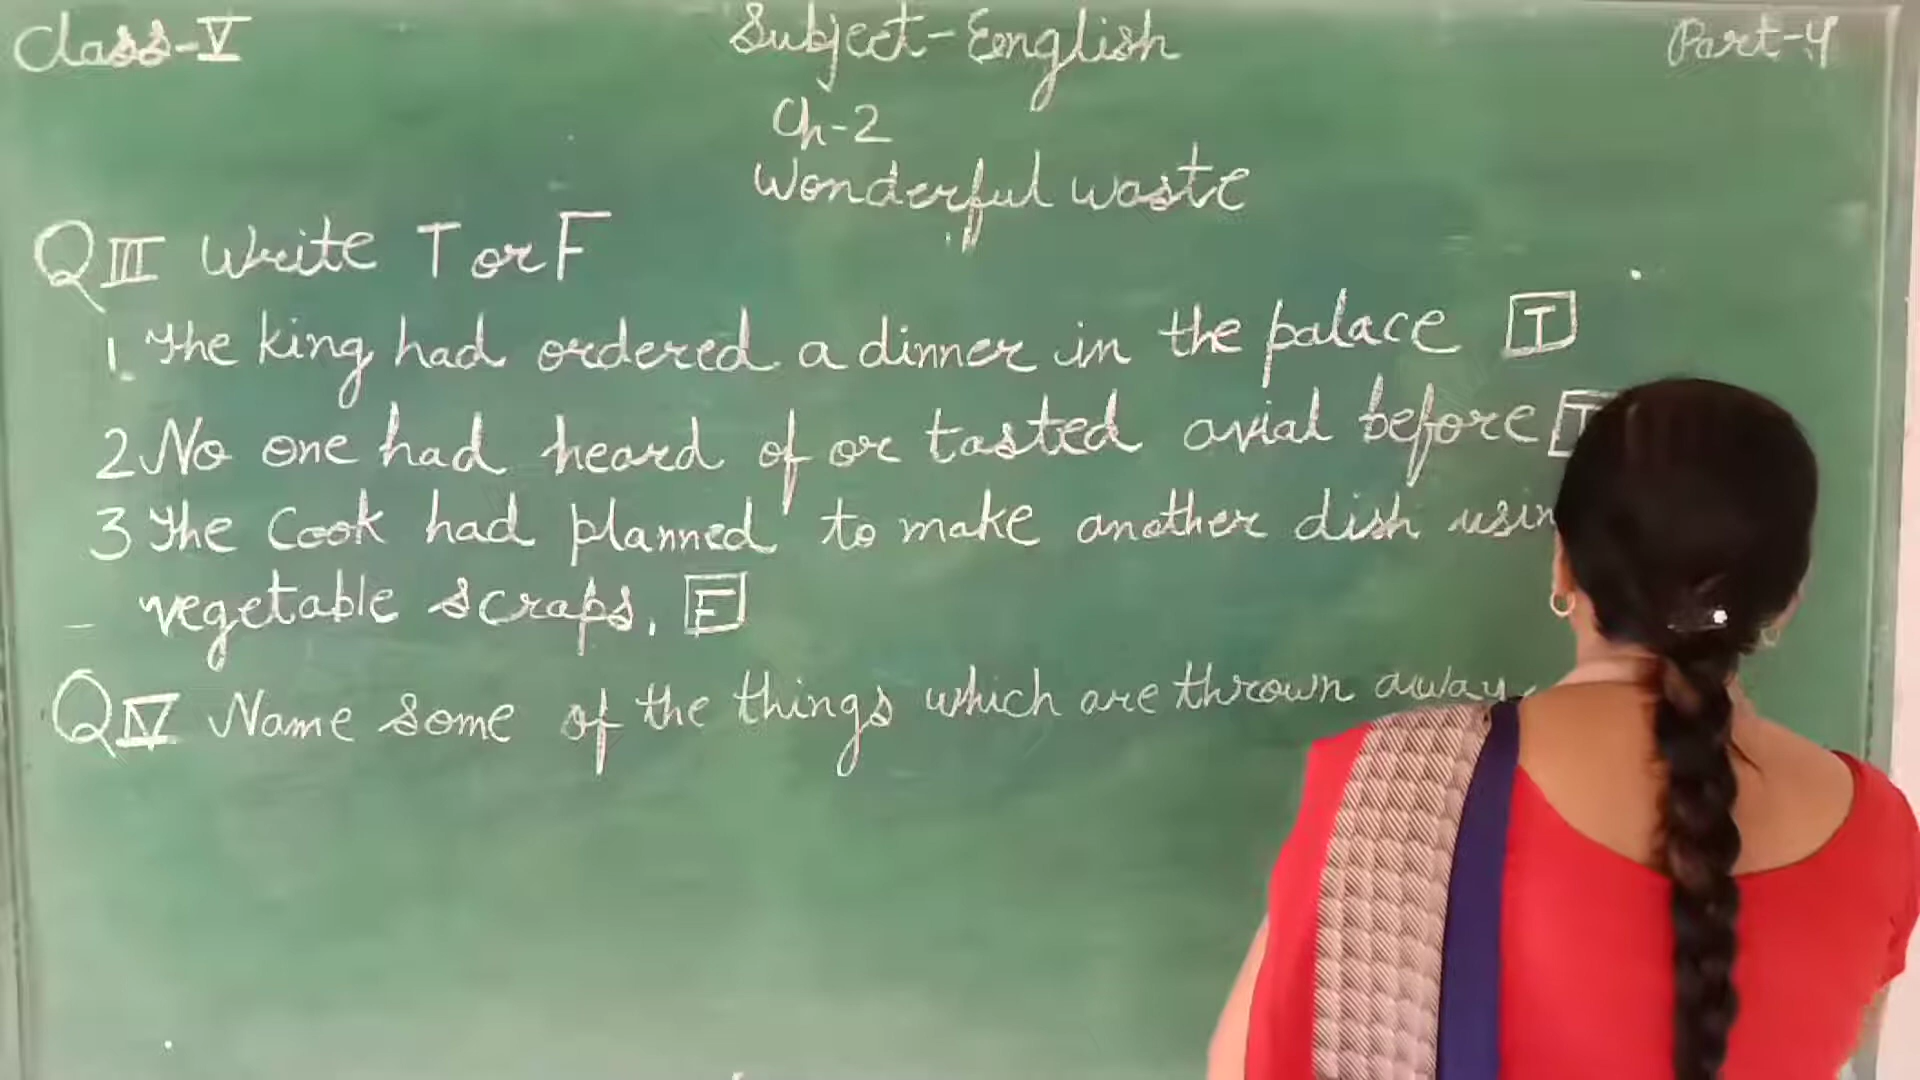 Class-V Subject-English Part-4
Ch-2
Wonderful waste
Q III Write T or F
1. The king had ordered a dinner in the palace T
2 No one had heard of or tasted avial before
3 The Cook had planned to make another dish
vegetable scraps. F
Q IV Name some of the things which are thrown away